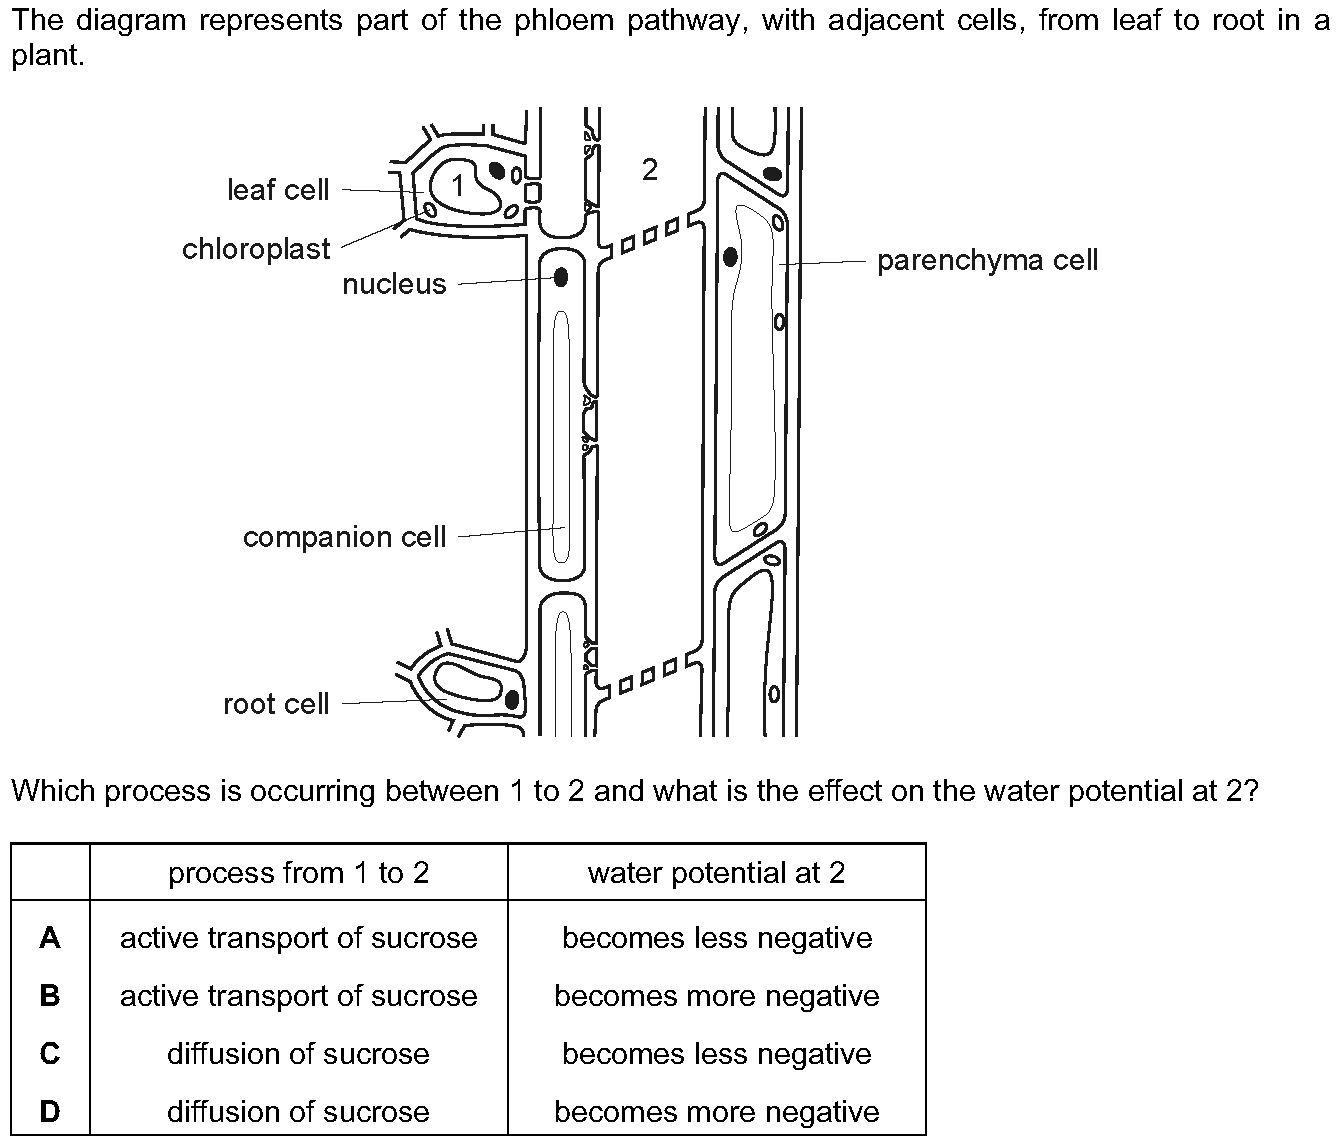 The diagram represents part of the phloem pathway, with adjacent cells, from leaf to root in a
plant.
2
1
leaf cell
chloroplast
nucleus
parenchyma cell
companion cell
root cell
Which process is occurring between 1 to 2 and what is the effect on the water potential at 2?
process from 1 to 2 water potential at 2
A active transport of sucrose becomes less negative
B active transport of sucrose becomes more negative
C diffusion of sucrose becomes less negative
D diffusion of sucrose becomes more negative